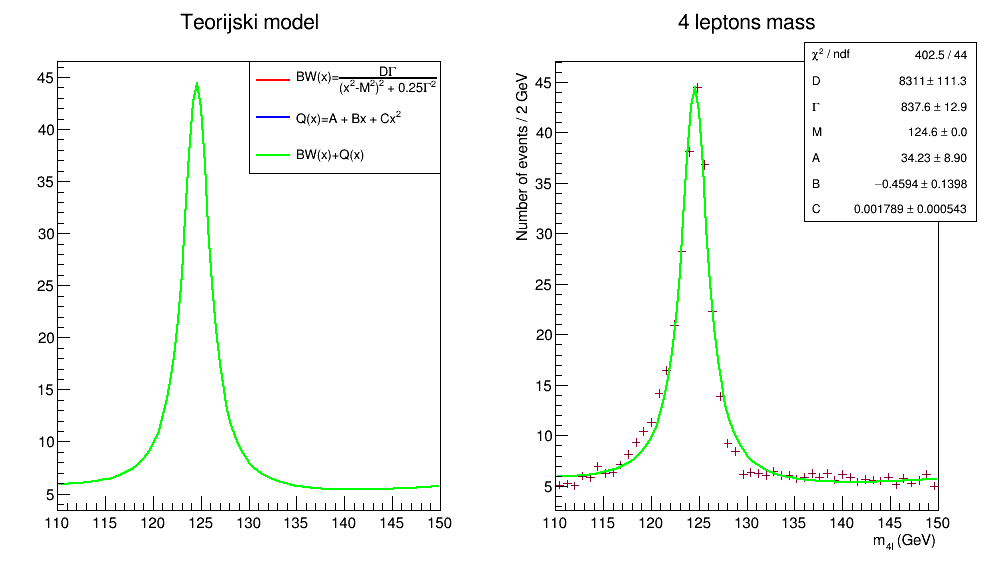 Teorijski model
BW(x)=DΓ/((x²-M²)² + 0.25Γ²)
Q(x)=A + Bx + Cx²
BW(x)+Q(x)
45
40
35
30
25
20
15
10
5
110 115 120 125 130 135 140 145 150
4 leptons mass
χ² / ndf 402.5 / 44
D 8311 ± 111.3
Γ 837.6 ± 12.9
M 124.6 ± 0.0
A 34.23 ± 8.90
B −0.4594 ± 0.1398
C 0.001789 ± 0.000543
Number of events / 2 GeV
45
40
35
30
25
20
15
10
5
110 115 120 125 130 135 140 145 150
m4l (GeV)